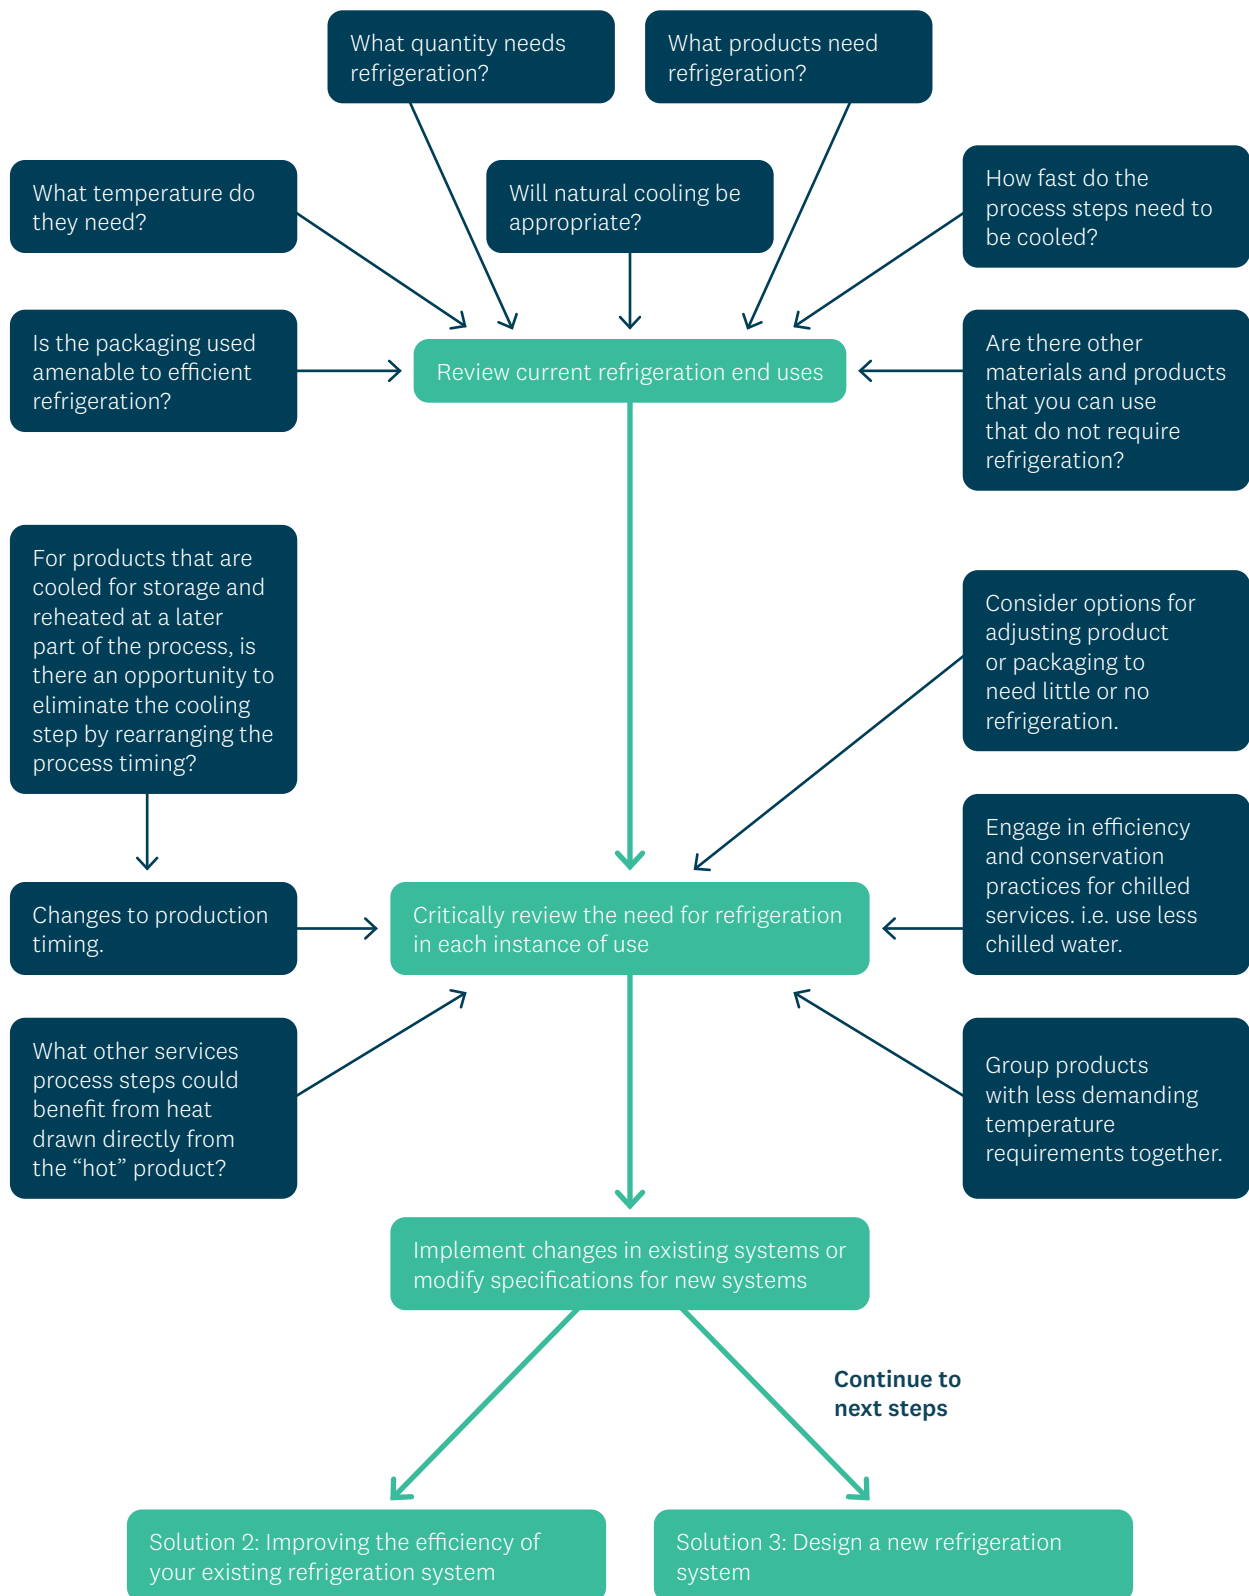 What quantity needs
refrigeration?
What products need
refrigeration?
What temperature do
they need?
Will natural cooling be
appropriate?
How fast do the
process steps need to
be cooled?
Is the packaging used
amenable to efficient
refrigeration?
Review current refrigeration end uses
Are there other
materials and products
that you can use
that do not require
refrigeration?
For products that are
cooled for storage and
reheated at a later
part of the process, is
there an opportunity to
eliminate the cooling
step by rearranging the
process timing?
Consider options for
adjusting product
or packaging to
need little or no
refrigeration.
Changes to production
timing.
Critically review the need for refrigeration
in each instance of use
Engage in efficiency
and conservation
practices for chilled
services. i.e. use less
chilled water.
What other services
process steps could
benefit from heat
drawn directly from
the “hot” product?
Group products
with less demanding
temperature
requirements together.
Implement changes in existing systems or
modify specifications for new systems
Continue to
next steps
Solution 2: Improving the efficiency of
your existing refrigeration system
Solution 3: Design a new refrigeration
system